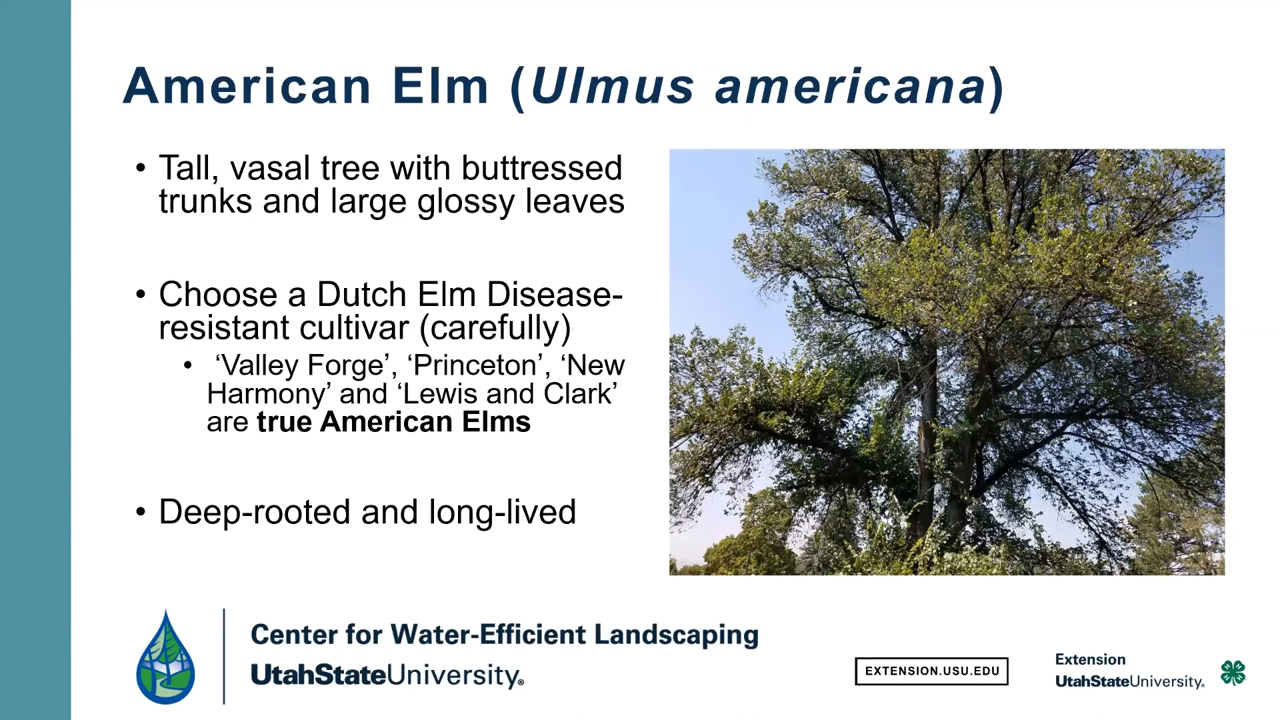 American Elm (Ulmus americana)
• Tall, vasal tree with buttressed
trunks and large glossy leaves
• Choose a Dutch Elm Disease-
resistant cultivar (carefully)
• ‘Valley Forge’, ‘Princeton’, ‘New
Harmony’ and ‘Lewis and Clark’
are true American Elms
• Deep-rooted and long-lived
Center for Water-Efficient Landscaping
UtahStateUniversity®
EXTENSION.USU.EDU
Extension
UtahStateUniversity®